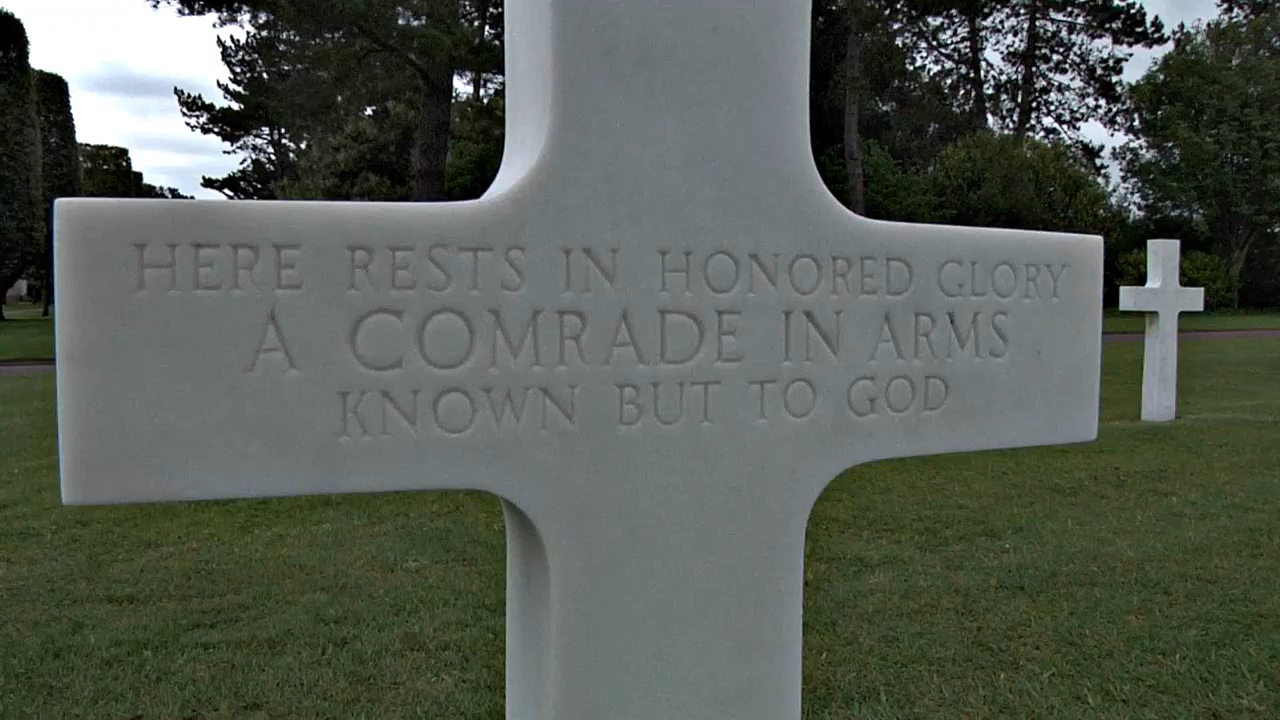 HERE RESTS IN HONORED GLORY
A COMRADE IN ARMS
KNOWN BUT TO GOD